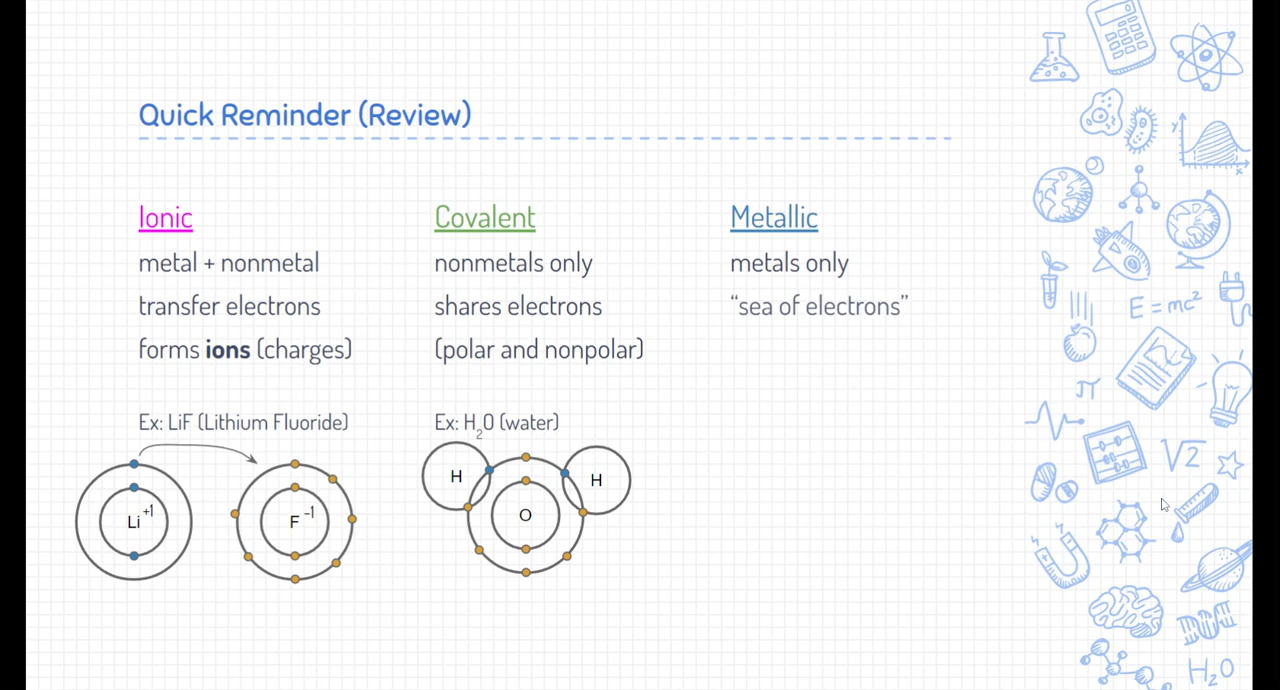 Quick Reminder (Review)
Ionic
metal + nonmetal
transfer electrons
forms ions (charges)
Ex: LiF (Lithium Fluoride)
Li +1
F -1
Covalent
nonmetals only
shares electrons
(polar and nonpolar)
Ex: H2O (water)
H
O
H
Metallic
metals only
“sea of electrons”
y
x
E=mc²
π
√2
H₂O